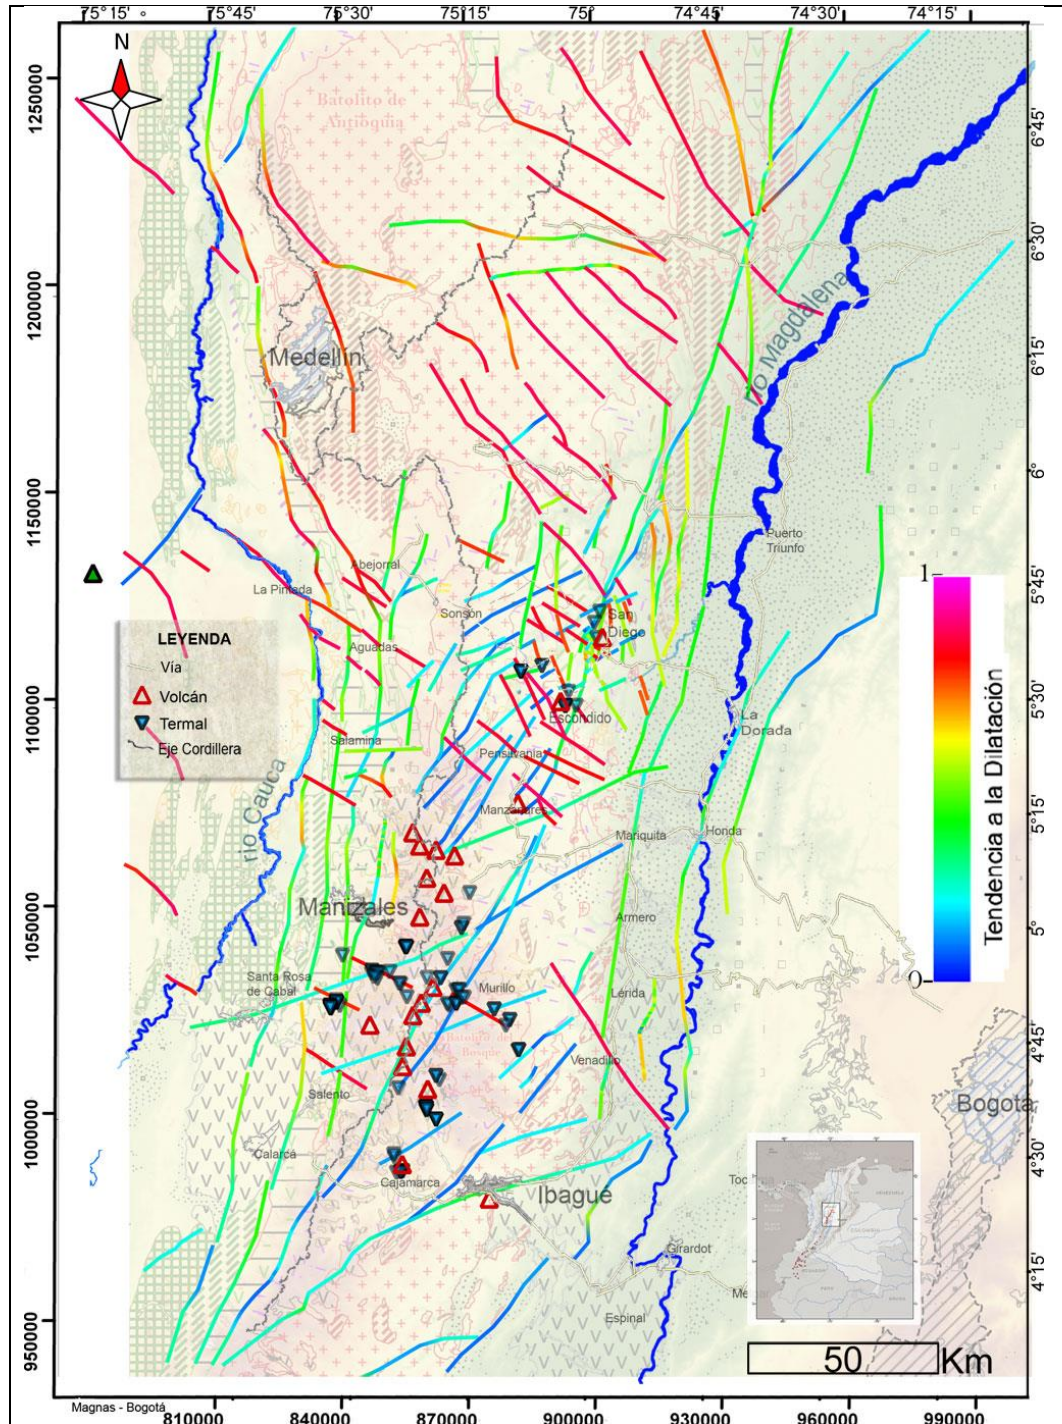 75°15' °
75°45'
75°30'
75°15'
75°
74°45'
74°30'
74°15'
N
1250000
1200000
1150000
1100000
1050000
1000000
950000
6°45'
6°30'
6°15'
6°
5°45'
5°30'
5°15'
5°
4°45'
4°30'
4°15'
Batolito de
Antioquia
Medellín
río Magdalena
Puerto
Triunfo
Abejorral
La Pintada
Sonsón
San
Diego
Aguadas
LEYENDA
Vía
Volcán
Termal
Eje Cordillera
Escondido
La
Dorada
Salamina
Pensilvania
río Cauca
Manzanares
Mariquita
Honda
Manizales
Armero
Santa Rosa
de Cabal
Murillo
Lérida
Batolito de
Bosque
Venadillo
Salento
Bogotá
Calarcá
Cajamarca
Ibagué
Girardot
Espinal
1
0
Tendencia a la Dilatación
50 Km
Magnas - Bogotá
810000
840000
870000
900000
930000
960000
9900000